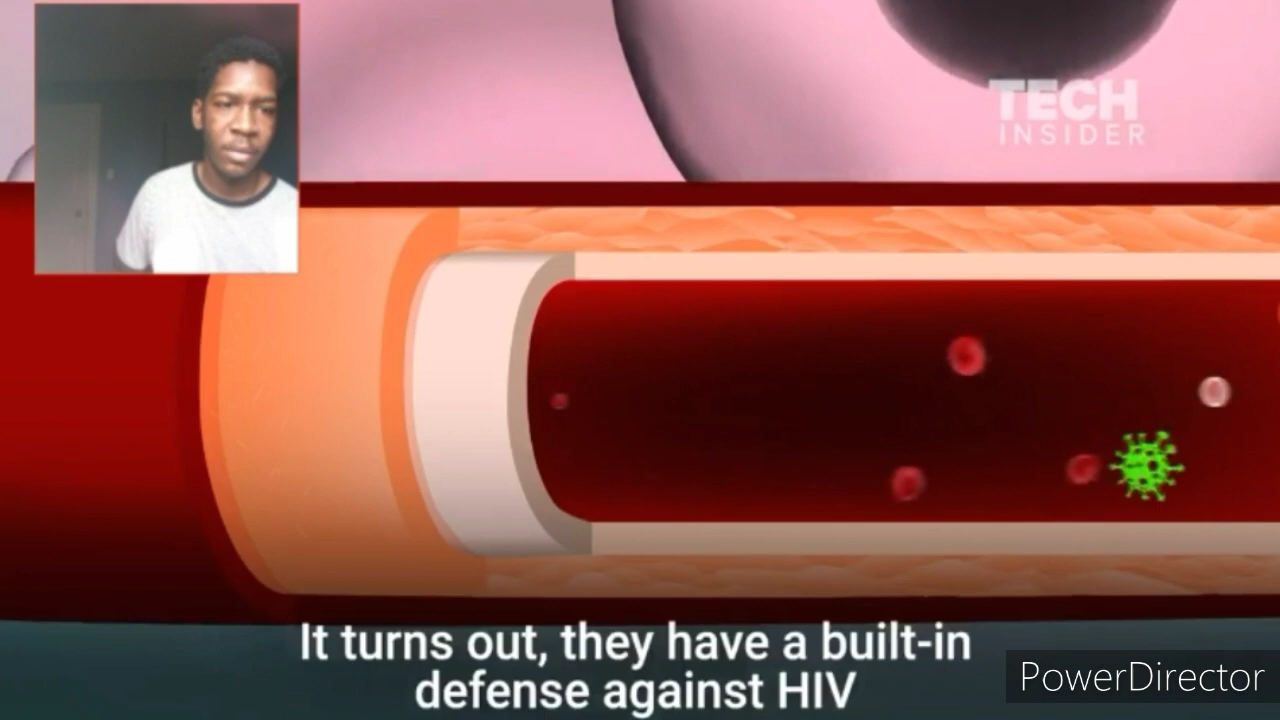 TECH
INSIDER
It turns out, they have a built-in
defense against HIV
PowerDirector